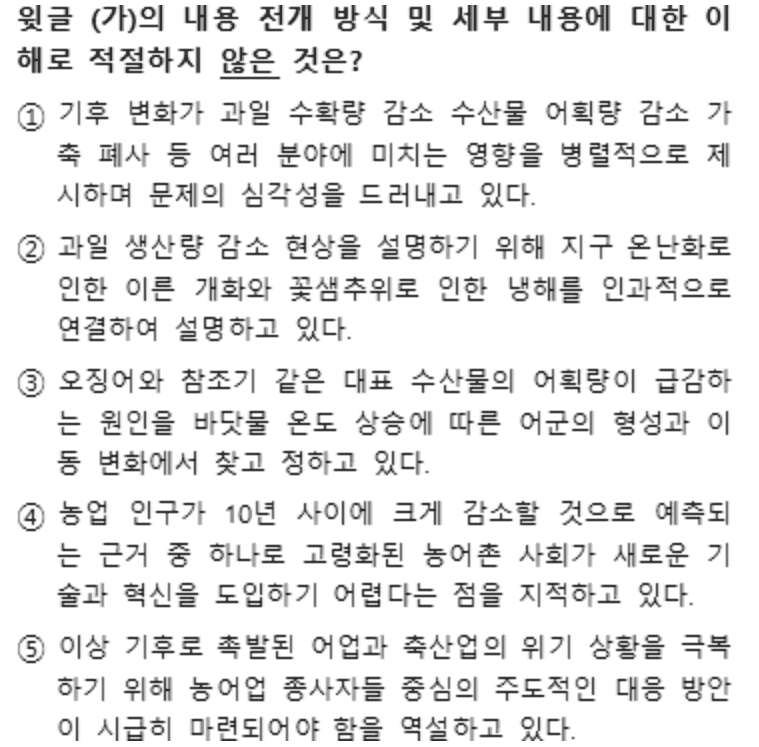 윗글 (가)의 내용 전개 방식 및 세부 내용에 대한 이
해로 적절하지 않은 것은?
① 기후 변화가 과일 수확량 감소 수산물 어획량 감소 가
축 폐사 등 여러 분야에 미치는 영향을 병렬적으로 제
시하며 문제의 심각성을 드러내고 있다.
② 과일 생산량 감소 현상을 설명하기 위해 지구 온난화로
인한 이른 개화와 꽃샘추위로 인한 냉해를 인과적으로
연결하여 설명하고 있다.
③ 오징어와 참조기 같은 대표 수산물의 어획량이 급감하
는 원인을 바닷물 온도 상승에 따른 어군의 형성과 이
동 변화에서 찾고 정하고 있다.
④ 농업 인구가 10년 사이에 크게 감소할 것으로 예측되
는 근거 중 하나로 고령화된 농어촌 사회가 새로운 기
술과 혁신을 도입하기 어렵다는 점을 지적하고 있다.
⑤ 이상 기후로 촉발된 어업과 축산업의 위기 상황을 극복
하기 위해 농어업 종사자들 중심의 주도적인 대응 방안
이 시급히 마련되어야 함을 역설하고 있다.